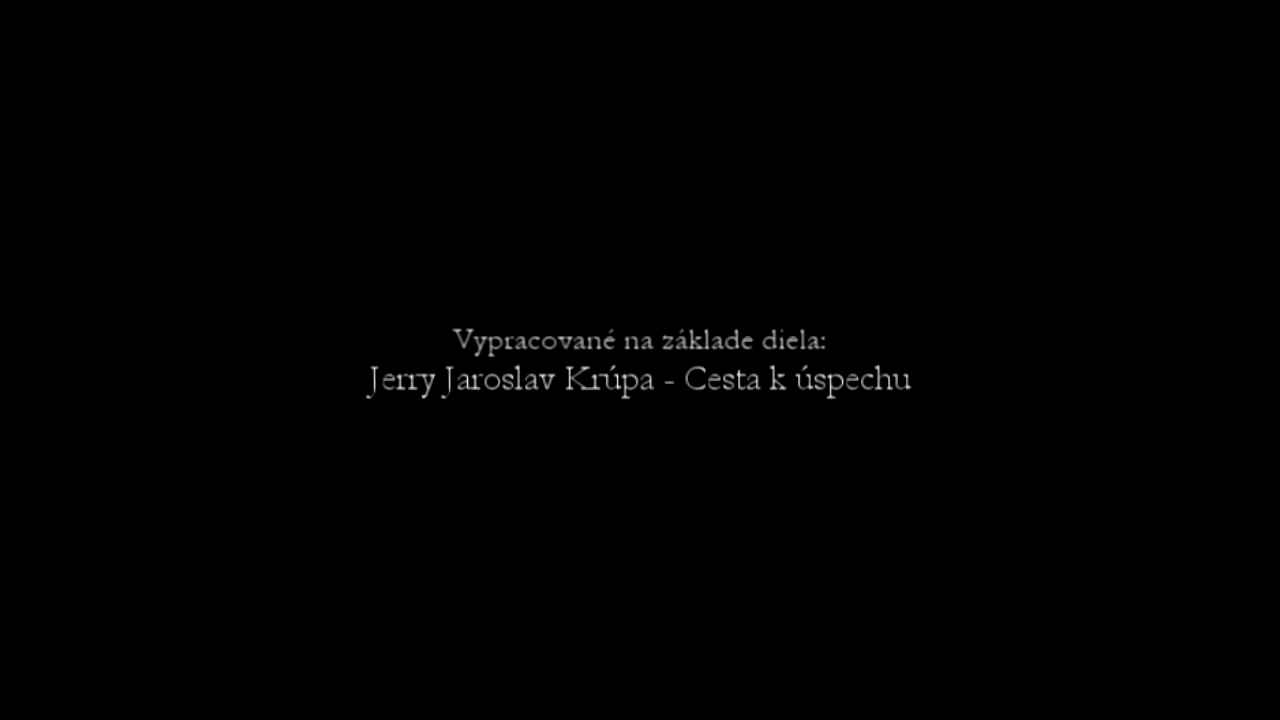 Vypracované na základe diela:
Jerry Jaroslav Krúpa - Cesta k úspechu